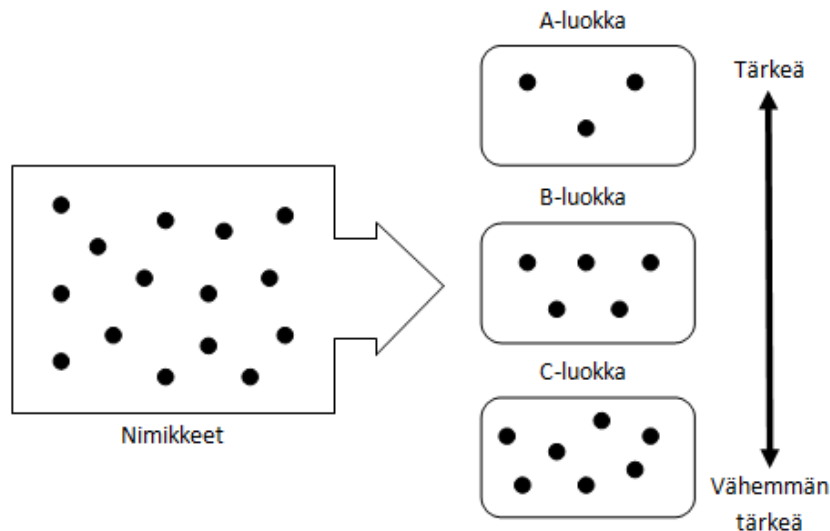 A-luokka
Tärkeä
B-luokka
C-luokka
Nimikkeet
Vähemmän
tärkeä